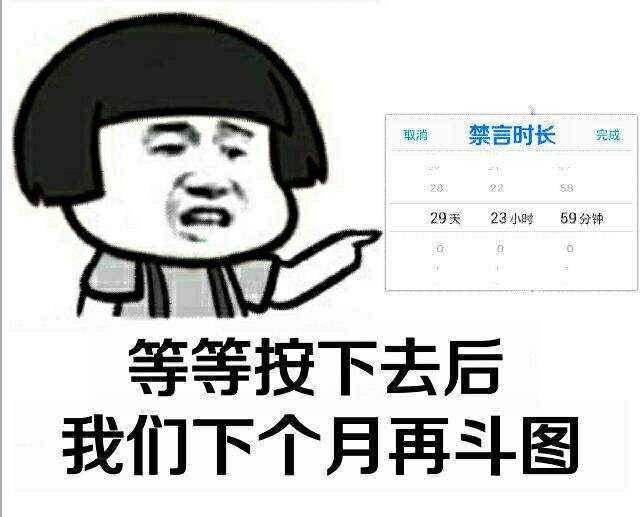 取消 禁言时长 完成
28 22 58
29天 23小时 59分钟
0 0 0
等等按下去后
我们下个月再斗图